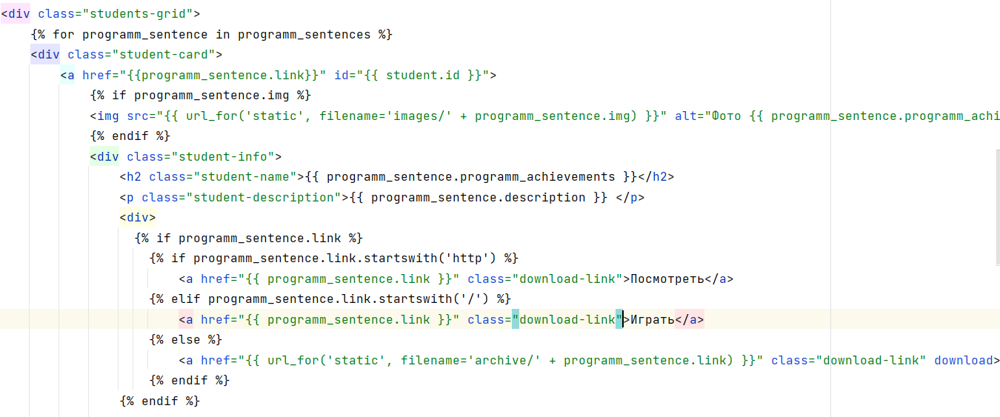 <div class="students-grid">
{% for programm_sentence in programm_sentences %}
<div class="student-card">
<a href="{{programm_sentence.link}}" id="{{ student.id }}">
{% if programm_sentence.img %}
<img src="{{ url_for('static', filename='images/' + programm_sentence.img) }}" alt="Фото {{ programm_sentence.programm_achi
{% endif %}
<div class="student-info">
<h2 class="student-name">{{ programm_sentence.programm_achievements }}</h2>
<p class="student-description">{{ programm_sentence.description }} </p>
<div>
{% if programm_sentence.link %}
{% if programm_sentence.link.startswith('http') %}
<a href="{{ programm_sentence.link }}" class="download-link">Посмотреть</a>
{% elif programm_sentence.link.startswith('/') %}
<a href="{{ programm_sentence.link }}" class="download-link">Играть</a>
{% else %}
<a href="{{ url_for('static', filename='archive/' + programm_sentence.link) }}" class="download-link" download>
{% endif %}
{% endif %}